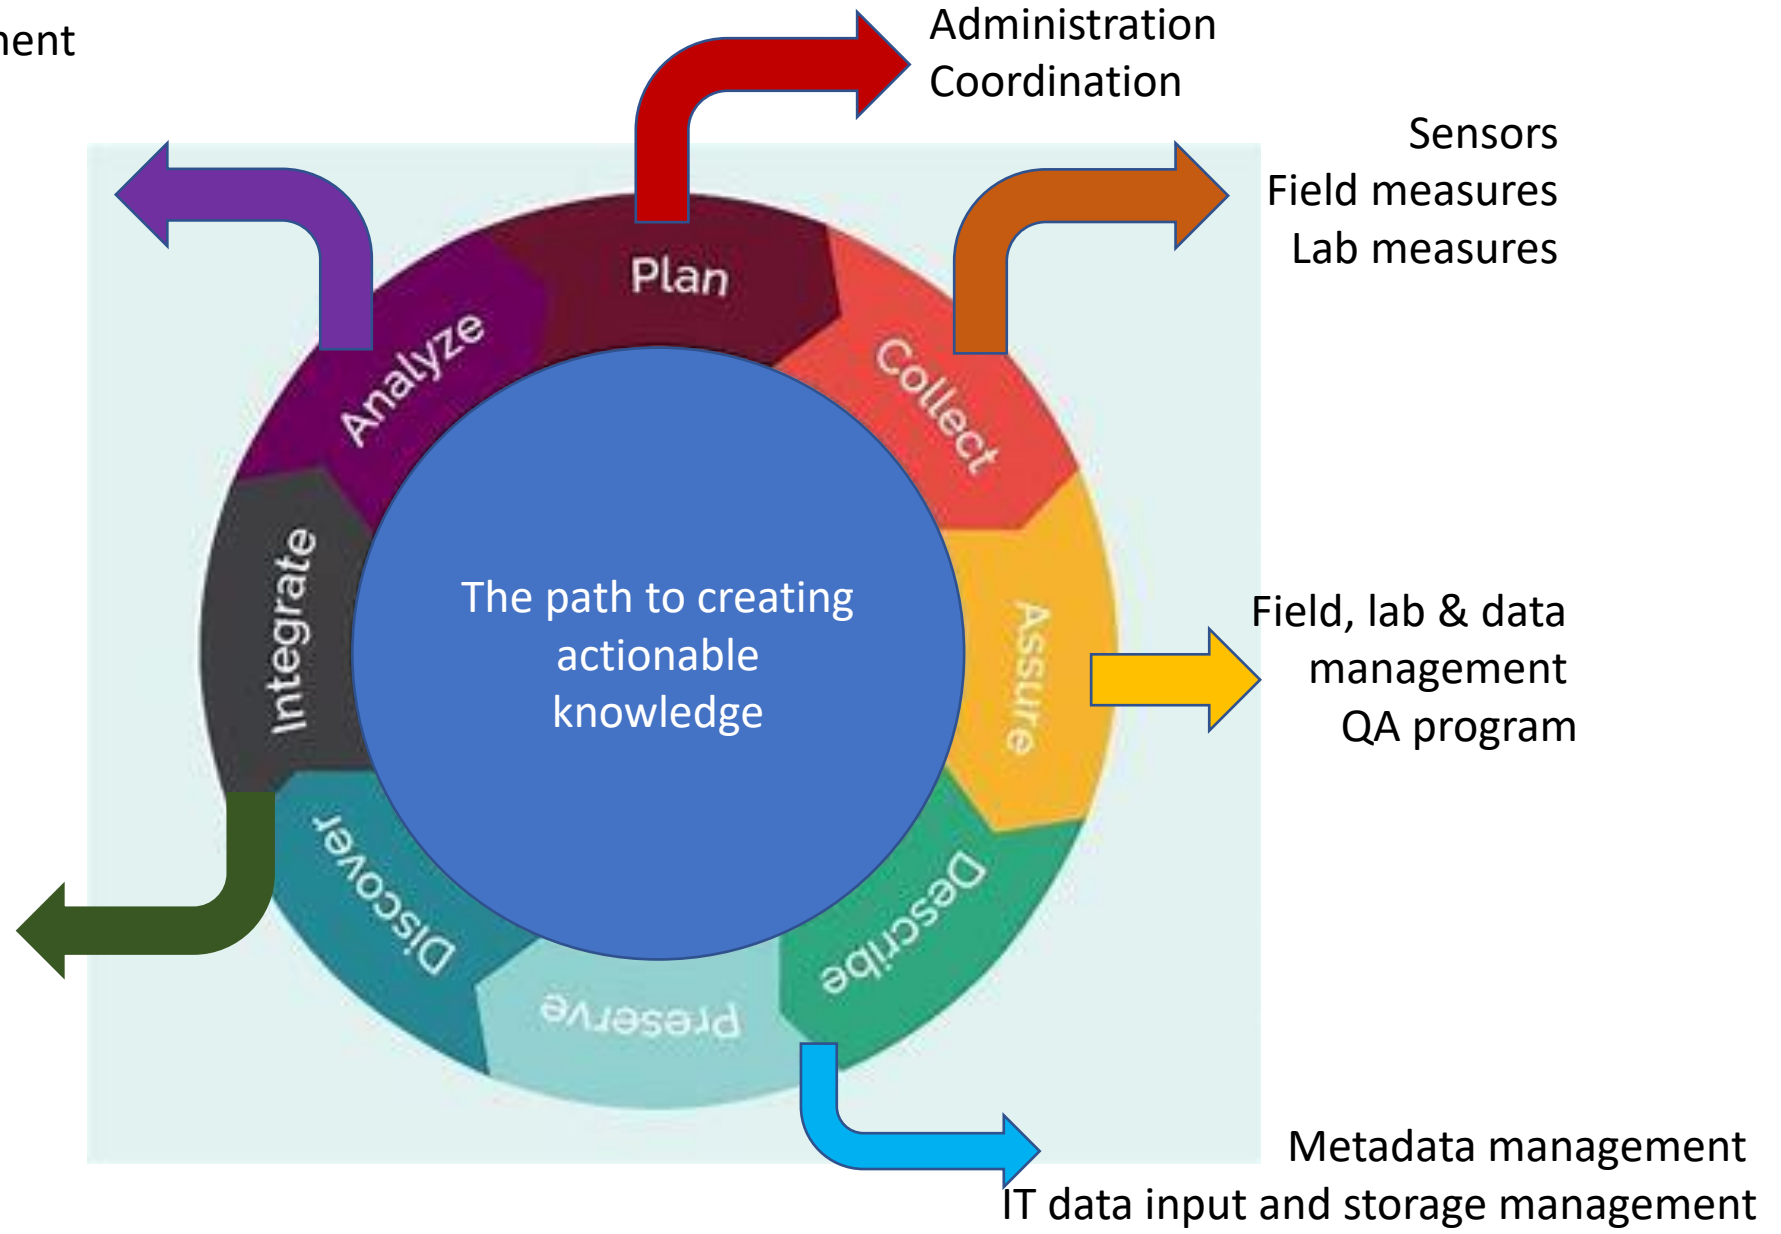 Administration
Coordination
Sensors
Field measures
Lab measures
Plan
Collect
Analyze
Assure
Integrate
The path to creating
actionable
knowledge
Field, lab & data
management
QA program
Describe
Discover
Preserve
Metadata management
IT data input and storage management